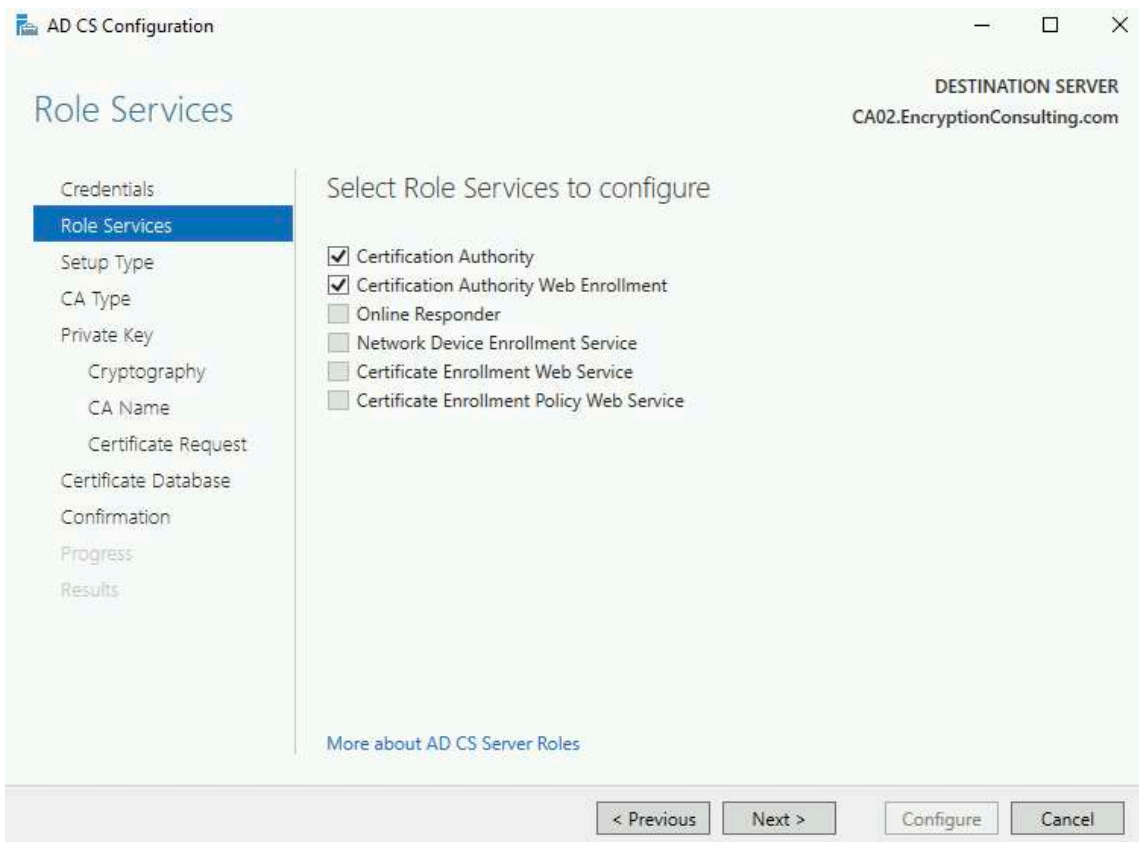 AD CS Configuration
DESTINATION SERVER
CA02.EncryptionConsulting.com
Role Services
Credentials
Role Services
Setup Type
CA Type
Private Key
Cryptography
CA Name
Certificate Request
Certificate Database
Confirmation
Progress
Results
Select Role Services to configure
Certification Authority
Certification Authority Web Enrollment
Online Responder
Network Device Enrollment Service
Certificate Enrollment Web Service
Certificate Enrollment Policy Web Service
More about AD CS Server Roles
< Previous
Next >
Configure
Cancel